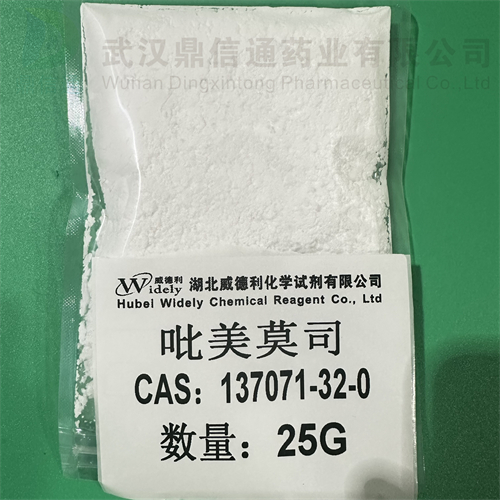 武汉鼎信通药业有限公司
Wuhan Dingxintong Pharmaceutical Co., Ltd
威德利
Widely
湖北威德利化学试剂有限公司
Hubei Widely Chemical Reagent Co., Ltd
吡美莫司
CAS：137071-32-0
数量：25G